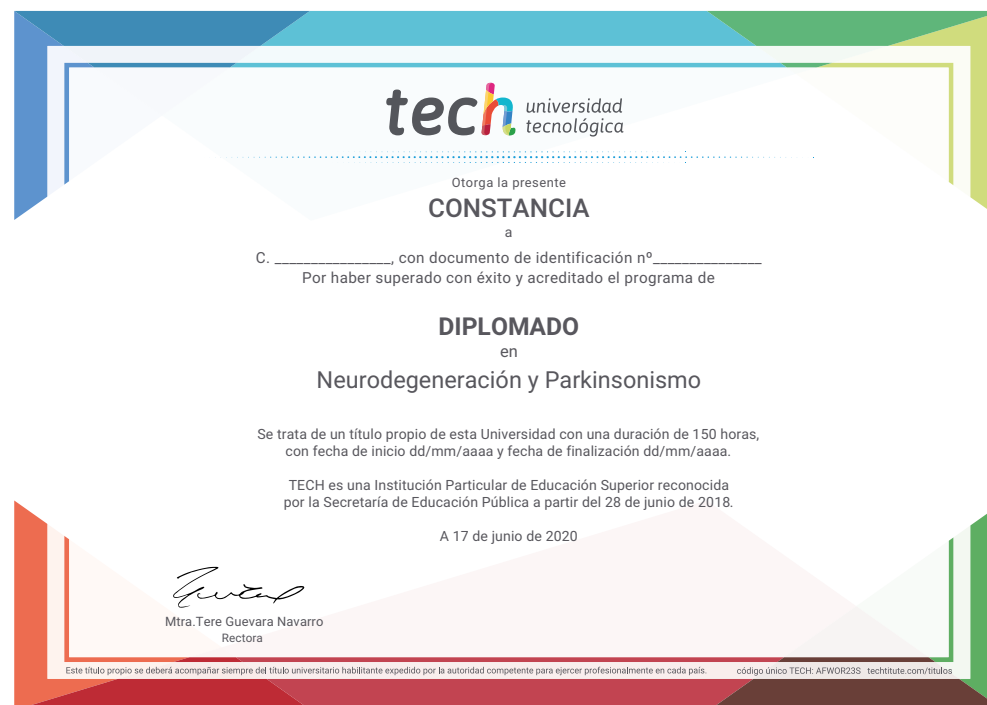 tech universidad tecnológica
Otorga la presente
CONSTANCIA
a
C. ________________, con documento de identificación nº_______________
Por haber superado con éxito y acreditado el programa de
DIPLOMADO
en
Neurodegeneración y Parkinsonismo
Se trata de un título propio de esta Universidad con una duración de 150 horas,
con fecha de inicio dd/mm/aaaa y fecha de finalización dd/mm/aaaa.
TECH es una Institución Particular de Educación Superior reconocida
por la Secretaría de Educación Pública a partir del 28 de junio de 2018.
A 17 de junio de 2020
Mtra.Tere Guevara Navarro
Rectora
Este título propio se deberá acompañar siempre del título universitario habilitante expedido por la autoridad competente para ejercer profesionalmente en cada país. código único TECH: AFWOR23S techtitute.com/titulos